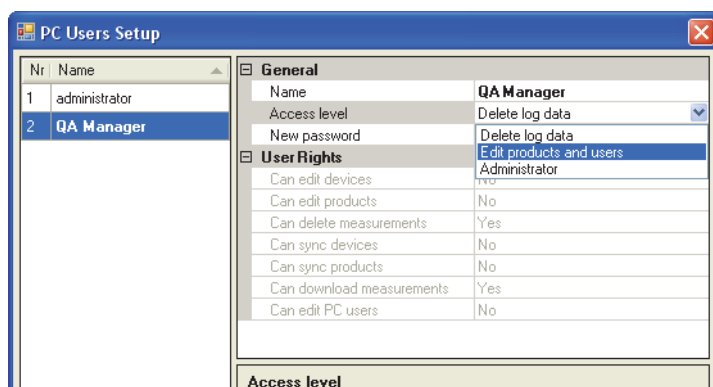 PC Users Setup
Nr Name
1 administrator
2 QA Manager
General
Name QA Manager
Access level Delete log data
New password Delete log data
Edit products and users
User Rights
Administrator
Can edit devices No
Can edit products No
Can delete measurements Yes
Can sync devices No
Can sync products No
Can download measurements Yes
Can edit PC users No
Access level